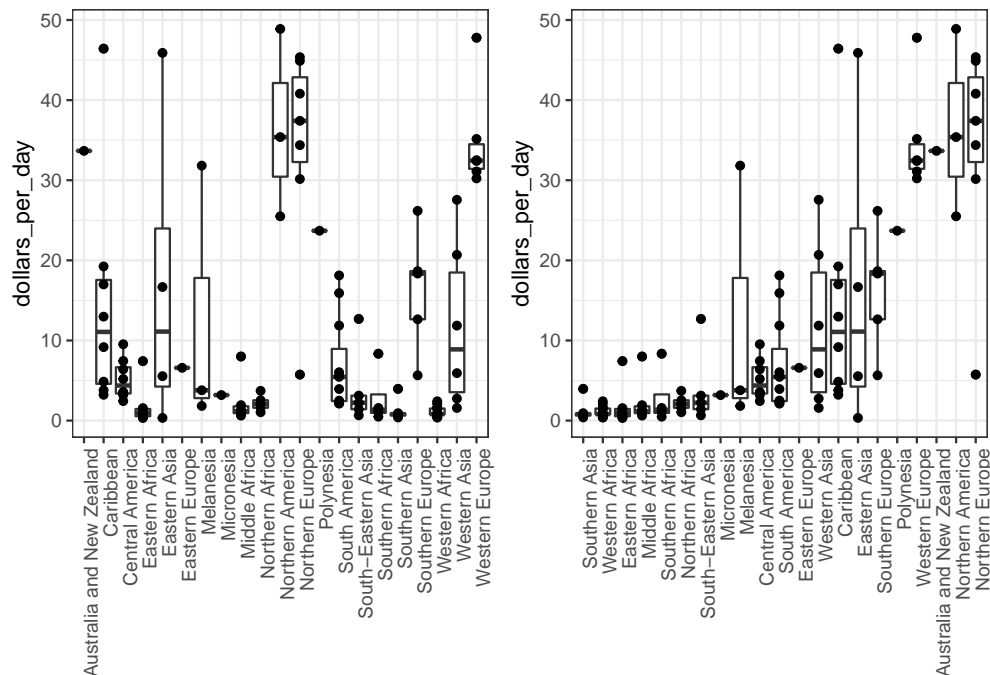 50
40
30
20
10
0
dollars_per_day
Australia and New Zealand
Caribbean
Central America
Eastern Africa
Eastern Asia
Eastern Europe
Melanesia
Micronesia
Middle Africa
Northern Africa
Northern America
Northern Europe
Polynesia
South America
South−Eastern Asia
Southern Africa
Southern Asia
Southern Europe
Western Africa
Western Asia
Western Europe
50
40
30
20
10
0
dollars_per_day
Southern Asia
Western Africa
Eastern Africa
Middle Africa
Southern Africa
Northern Africa
South−Eastern Asia
Micronesia
Melanesia
Central America
South America
Eastern Europe
Western Asia
Caribbean
Eastern Asia
Southern Europe
Polynesia
Western Europe
Australia and New Zealand
Northern America
Northern Europe